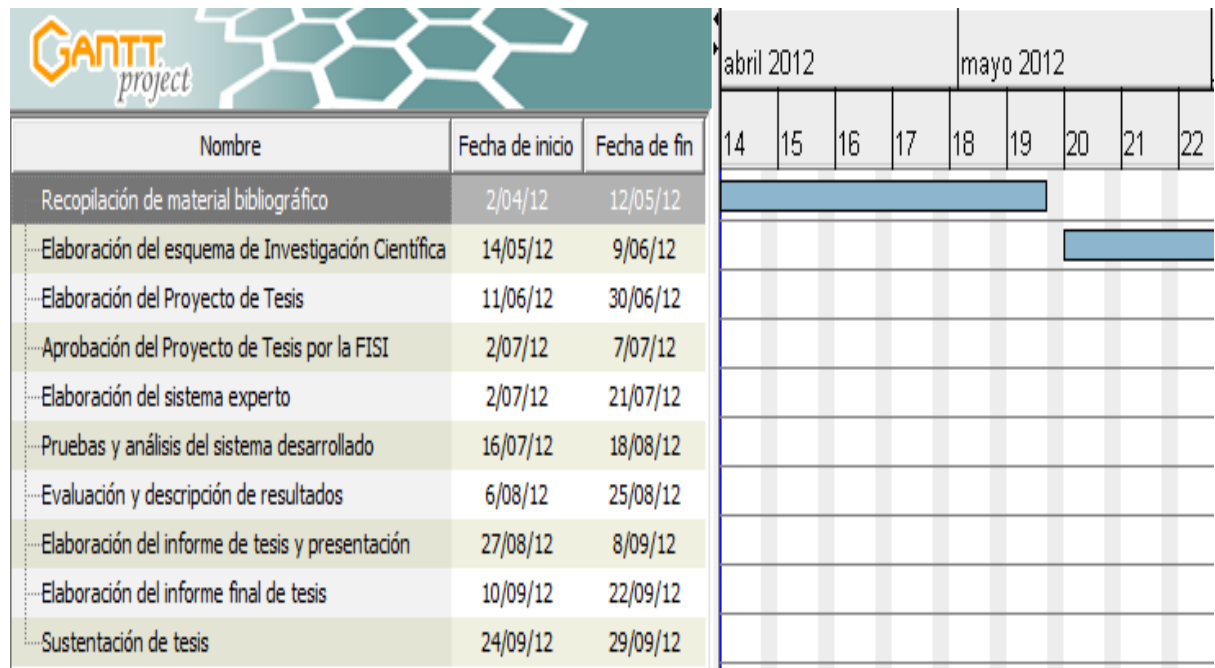 GANTT
project
abril 2012 mayo 2012
Nombre Fecha de inicio Fecha de fin 14 15 16 17 18 19 20 21 22
Recopilación de material bibliográfico 2/04/12 12/05/12
Elaboración del esquema de Investigación Científica 14/05/12 9/06/12
Elaboración del Proyecto de Tesis 11/06/12 30/06/12
Aprobación del Proyecto de Tesis por la FISI 2/07/12 7/07/12
Elaboración del sistema experto 2/07/12 21/07/12
Pruebas y análisis del sistema desarrollado 16/07/12 18/08/12
Evaluación y descripción de resultados 6/08/12 25/08/12
Elaboración del informe de tesis y presentación 27/08/12 8/09/12
Elaboración del informe final de tesis 10/09/12 22/09/12
Sustentación de tesis 24/09/12 29/09/12